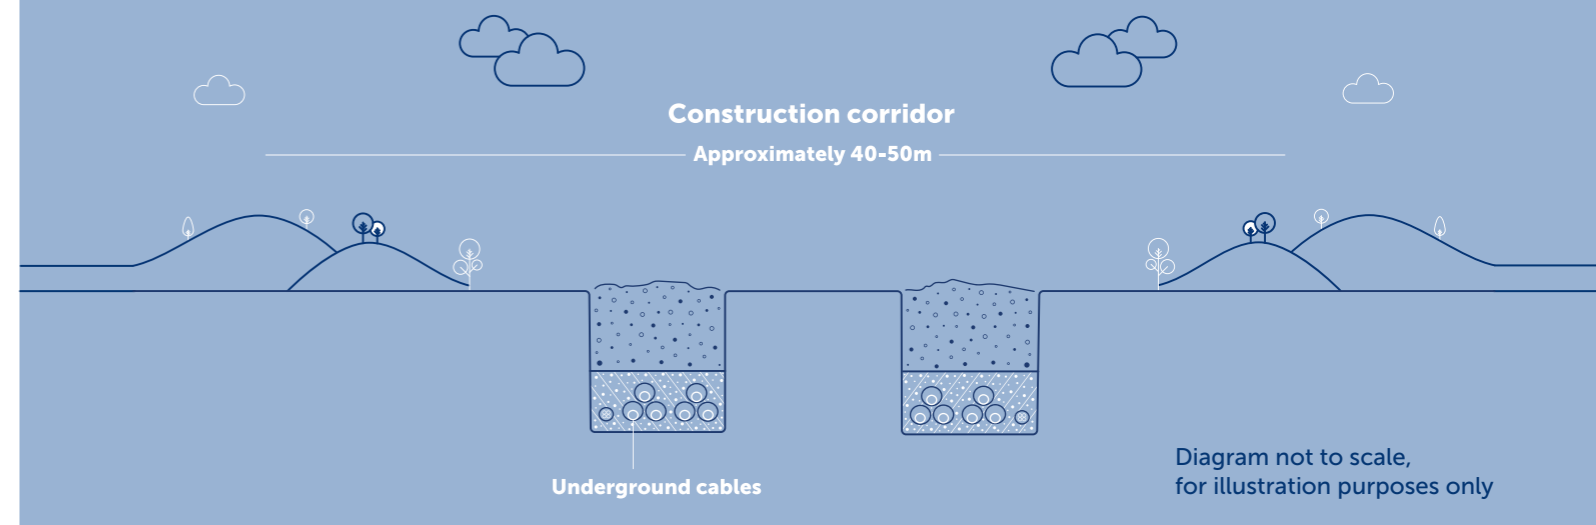 Construction corridor
Approximately 40-50m
Underground cables
Diagram not to scale,
for illustration purposes only